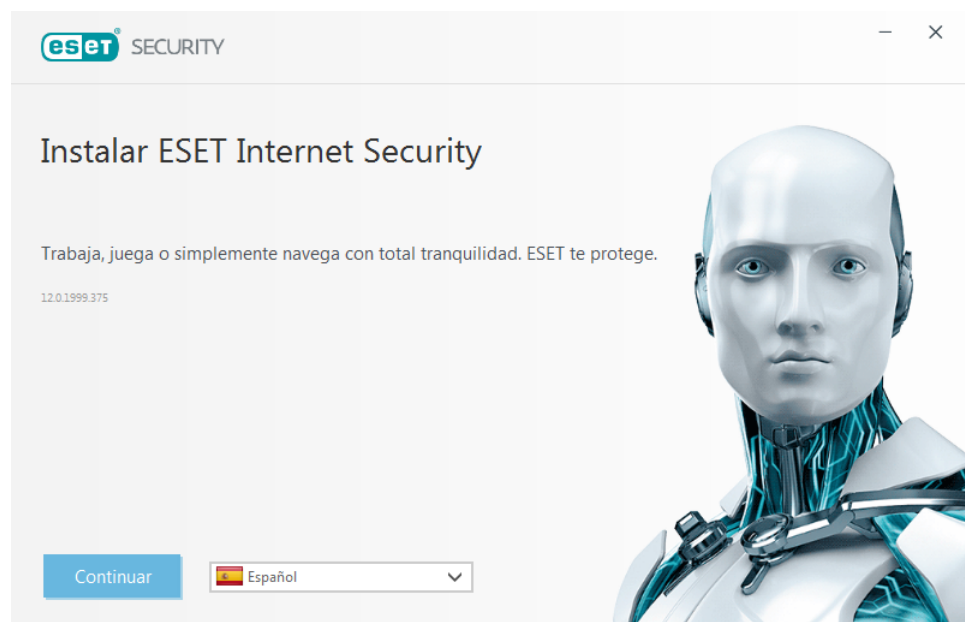 eset® SECURITY
Instalar ESET Internet Security
Trabaja, juega o simplemente navega con total tranquilidad. ESET te protege.
12.0.1999.375
Continuar
Español